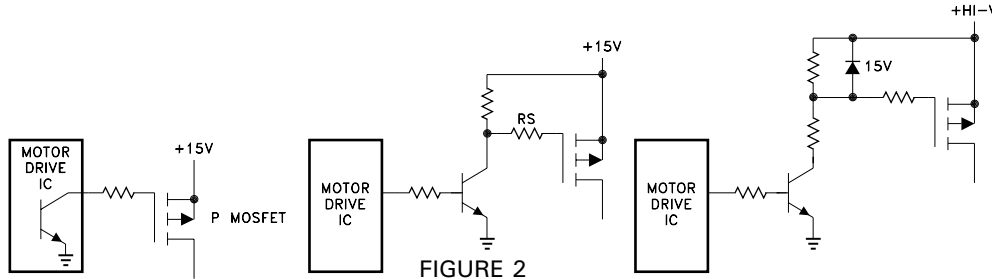 MOTOR
DRIVE
IC
+15V
P MOSFET
MOTOR
DRIVE
IC
+15V
RS
MOTOR
DRIVE
IC
+HI-V
15V
FIGURE 2